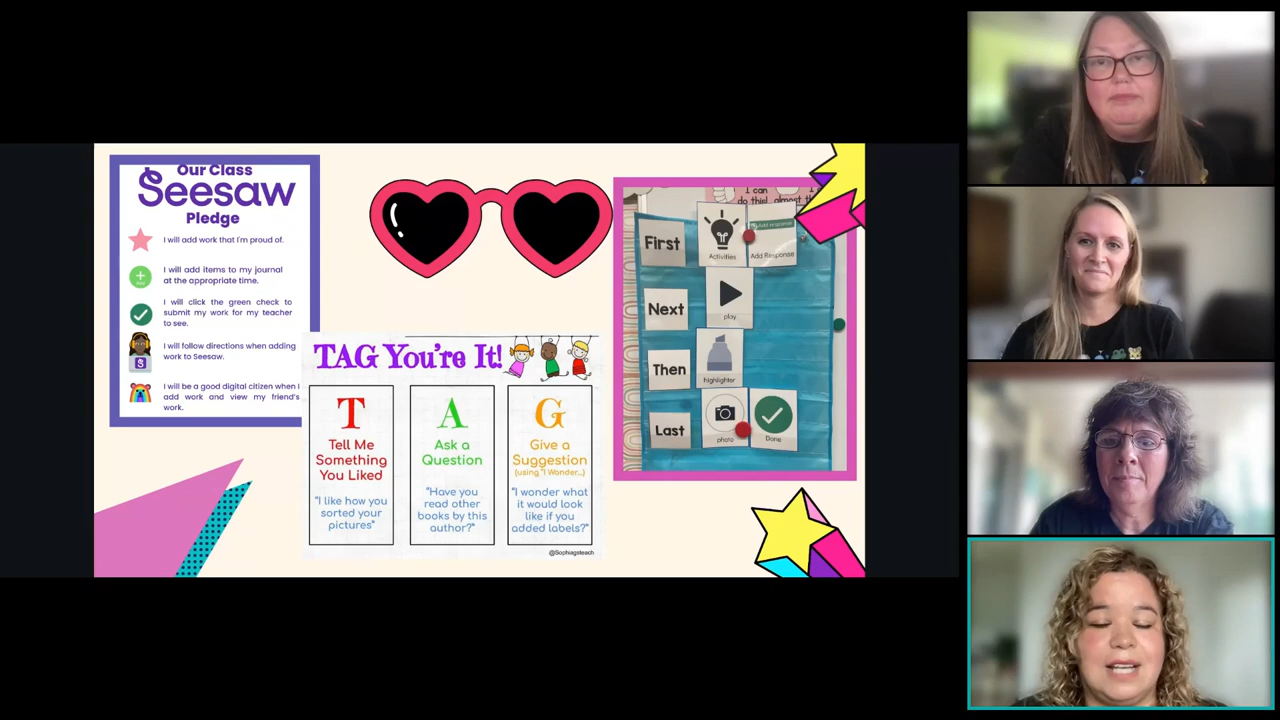 Our Class
Seesaw
Pledge
I will add work that I'm proud of.
I will add items to my journal
at the appropriate time.
I will click the green check to
submit my work for my teacher
to see.
I will follow directions when adding
work to Seesaw.
I will be a good digital citizen when I
add work and view my friend's
work.
TAG You're It!
T
Tell Me
Something
You Liked
"I like how you
sorted your
pictures"
A
Ask a
Question
"Have you
read other
books by this
author?"
G
Give a
Suggestion
(using "I Wonder...)
"I wonder what
it would look
like if you
added labels?"
@Sophiagsteach
I can
do this!
First
Activities
Add response
Add Response
Next
play
Then
highlighter
Last
photo
Done